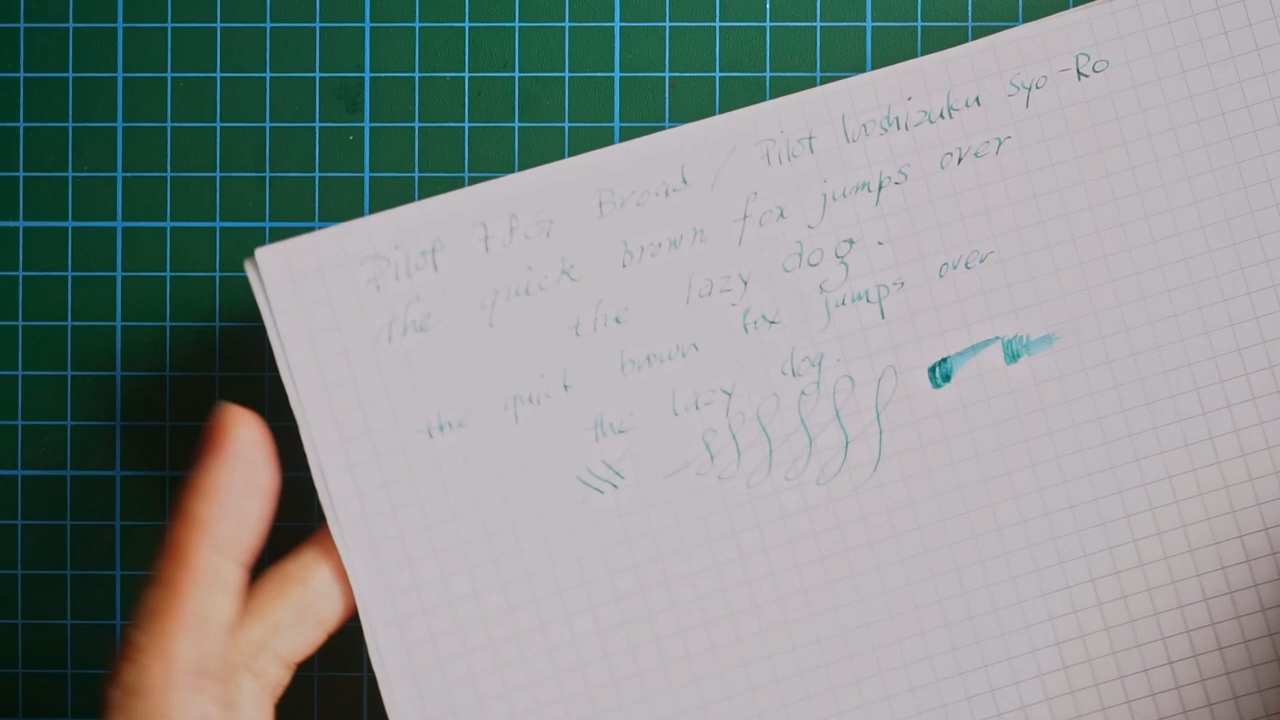 Pilot 78G Broad / Pilot Iroshizuku Syo-Ro
the quick brown fox jumps over
the lazy dog.
the quick brown fox jumps over
the lazy dog.